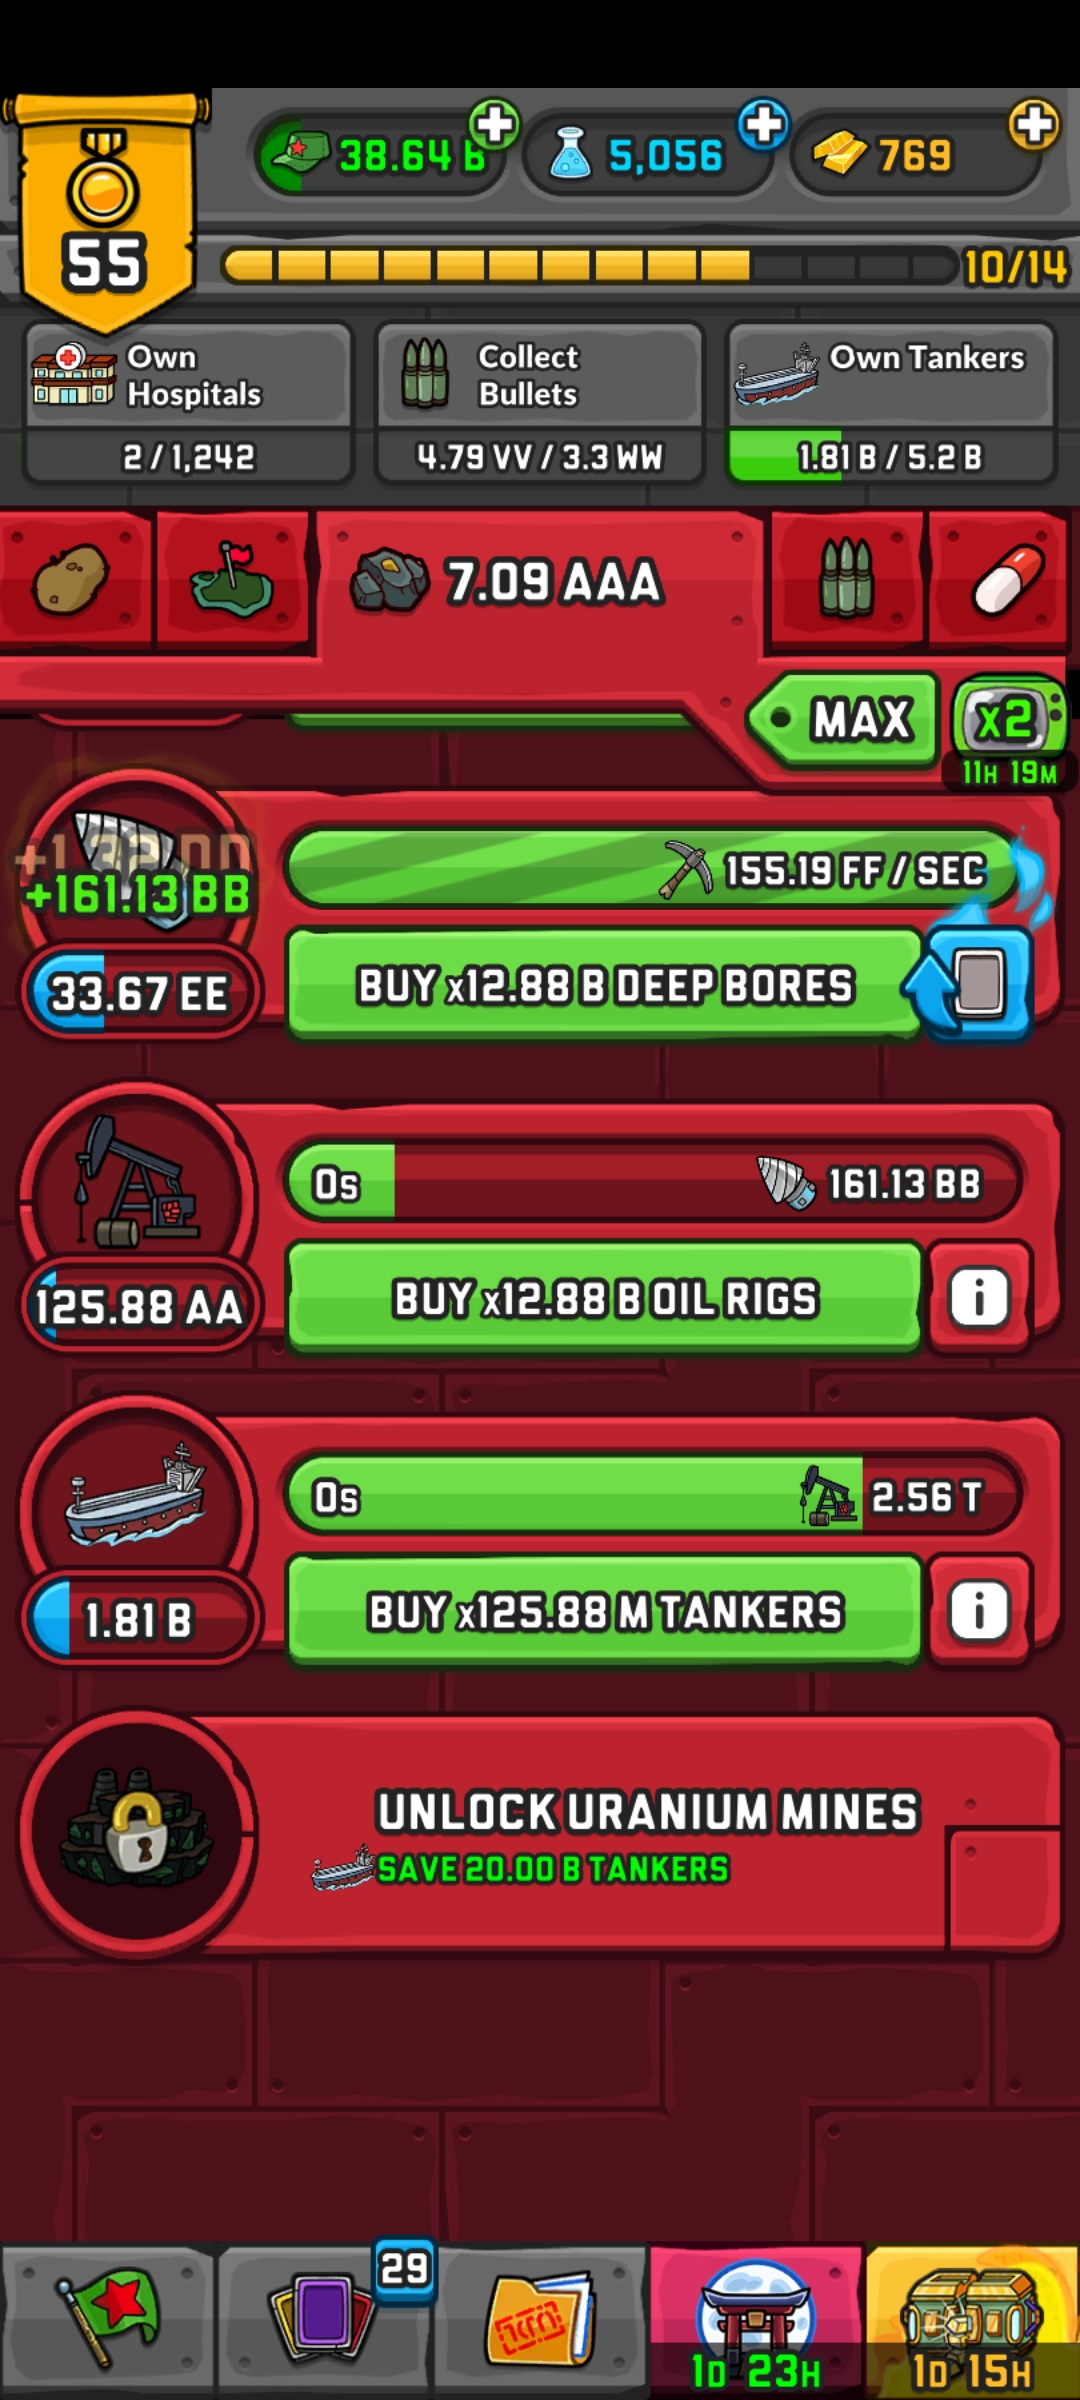 38.64 B
5,056
769
55
10/14
Own
Hospitals
2 / 1,242
Collect
Bullets
4.79 VV / 3.3 WW
Own Tankers
1.81 B / 5.2 B
7.09 AAA
MAX
x2
11H 19M
+161.13 BB
155.19 FF / SEC
33.67 EE
BUY x12.88 B DEEP BORES
0s
161.13 BB
125.88 AA
BUY x12.88 B OIL RIGS
i
0s
2.56 T
1.81 B
BUY x125.88 M TANKERS
i
UNLOCK URANIUM MINES
SAVE 20.00 B TANKERS
29
1D 23H
1D 15H